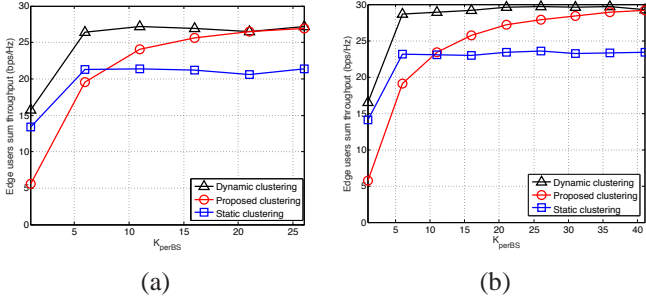 30
25
20
15
10
5
0
Edge users sum throughput (bps/Hz)
5 10 15 20 25
K_perBS
Dynamic clustering
Proposed clustering
Static clustering
(a)
30
25
20
15
10
5
0
Edge users sum throughput (bps/Hz)
5 10 15 20 25 30 35 40
K_perBS
Dynamic clustering
Proposed clustering
Static clustering
(b)